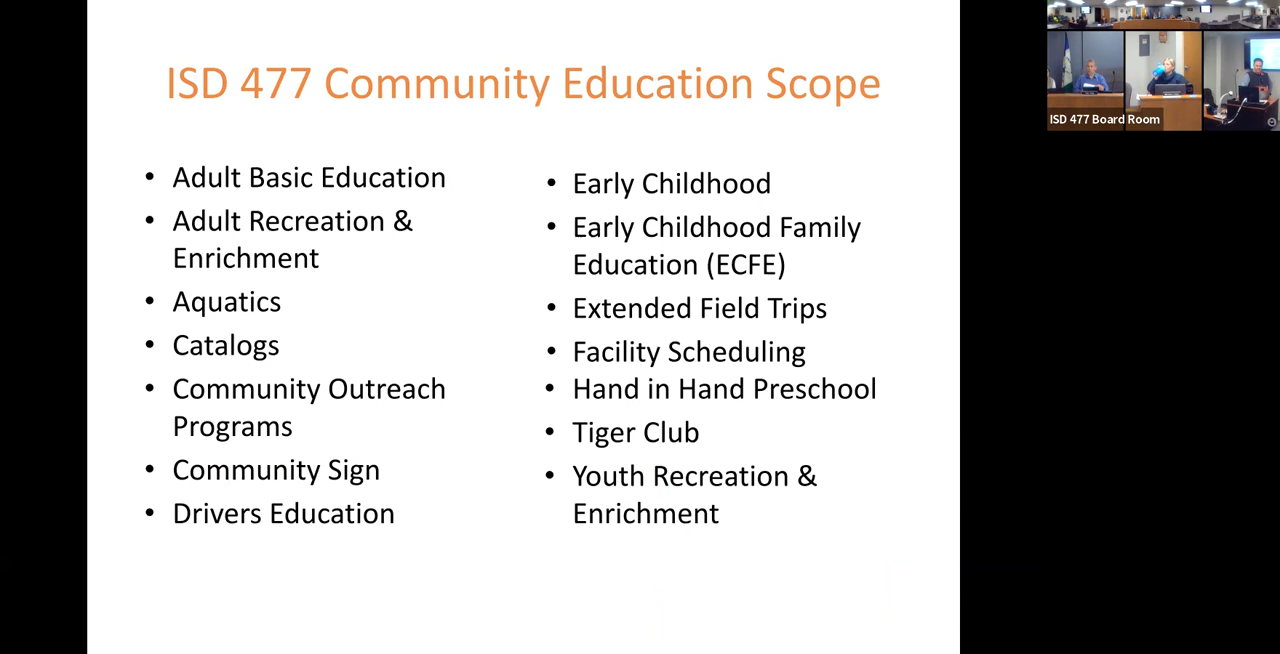 ISD 477 Community Education Scope
• Adult Basic Education
• Adult Recreation &
Enrichment
• Aquatics
• Catalogs
• Community Outreach
Programs
• Community Sign
• Drivers Education
• Early Childhood
• Early Childhood Family
Education (ECFE)
• Extended Field Trips
• Facility Scheduling
• Hand in Hand Preschool
• Tiger Club
• Youth Recreation &
Enrichment
ISD 477 Board Room